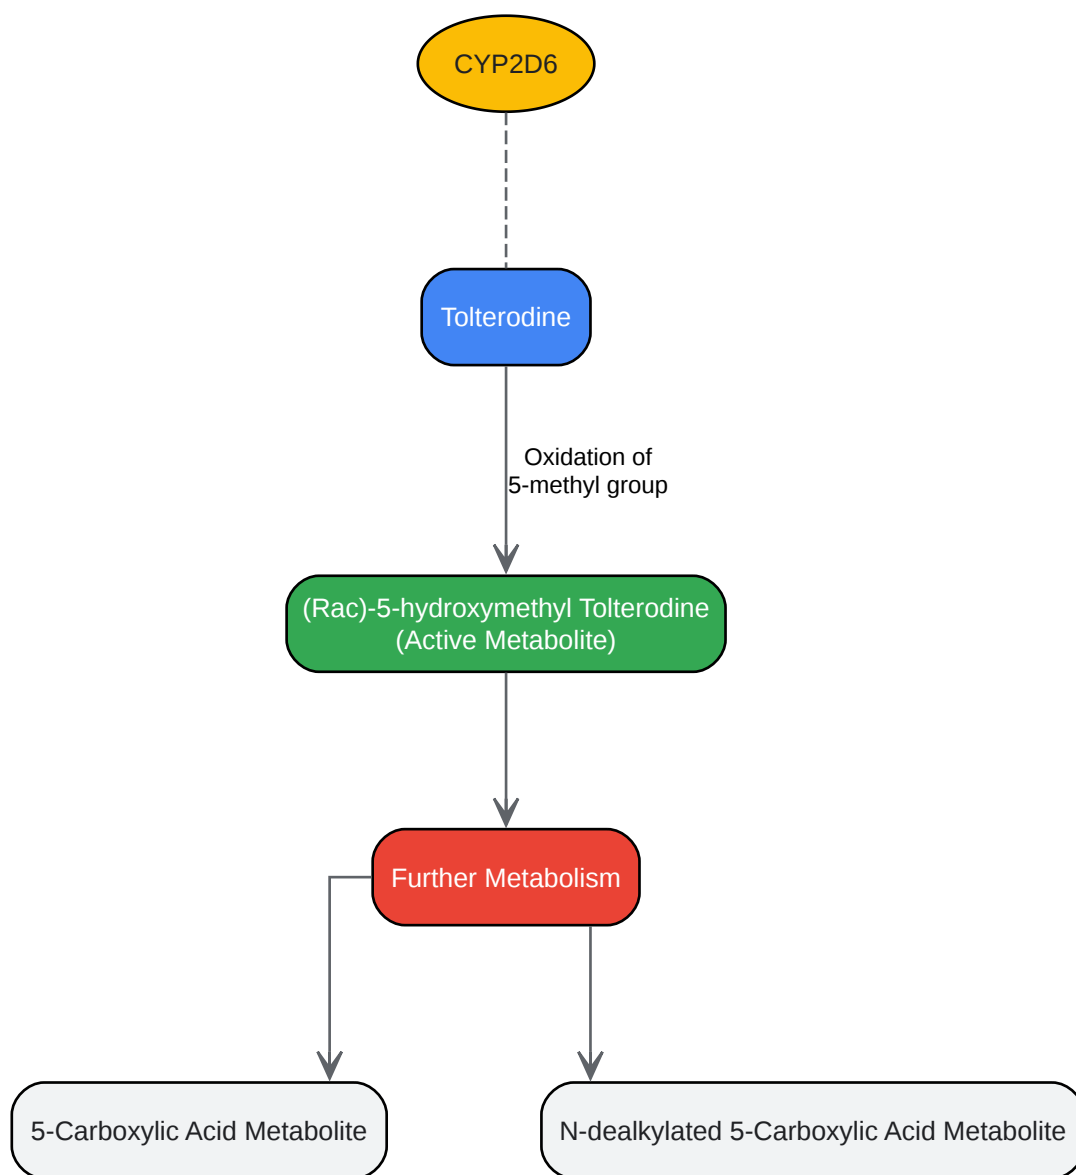 CYP2D6
Tolterodine
Oxidation of
5-methyl group
(Rac)-5-hydroxymethyl Tolterodine
(Active Metabolite)
Further Metabolism
5-Carboxylic Acid Metabolite
N-dealkylated 5-Carboxylic Acid Metabolite